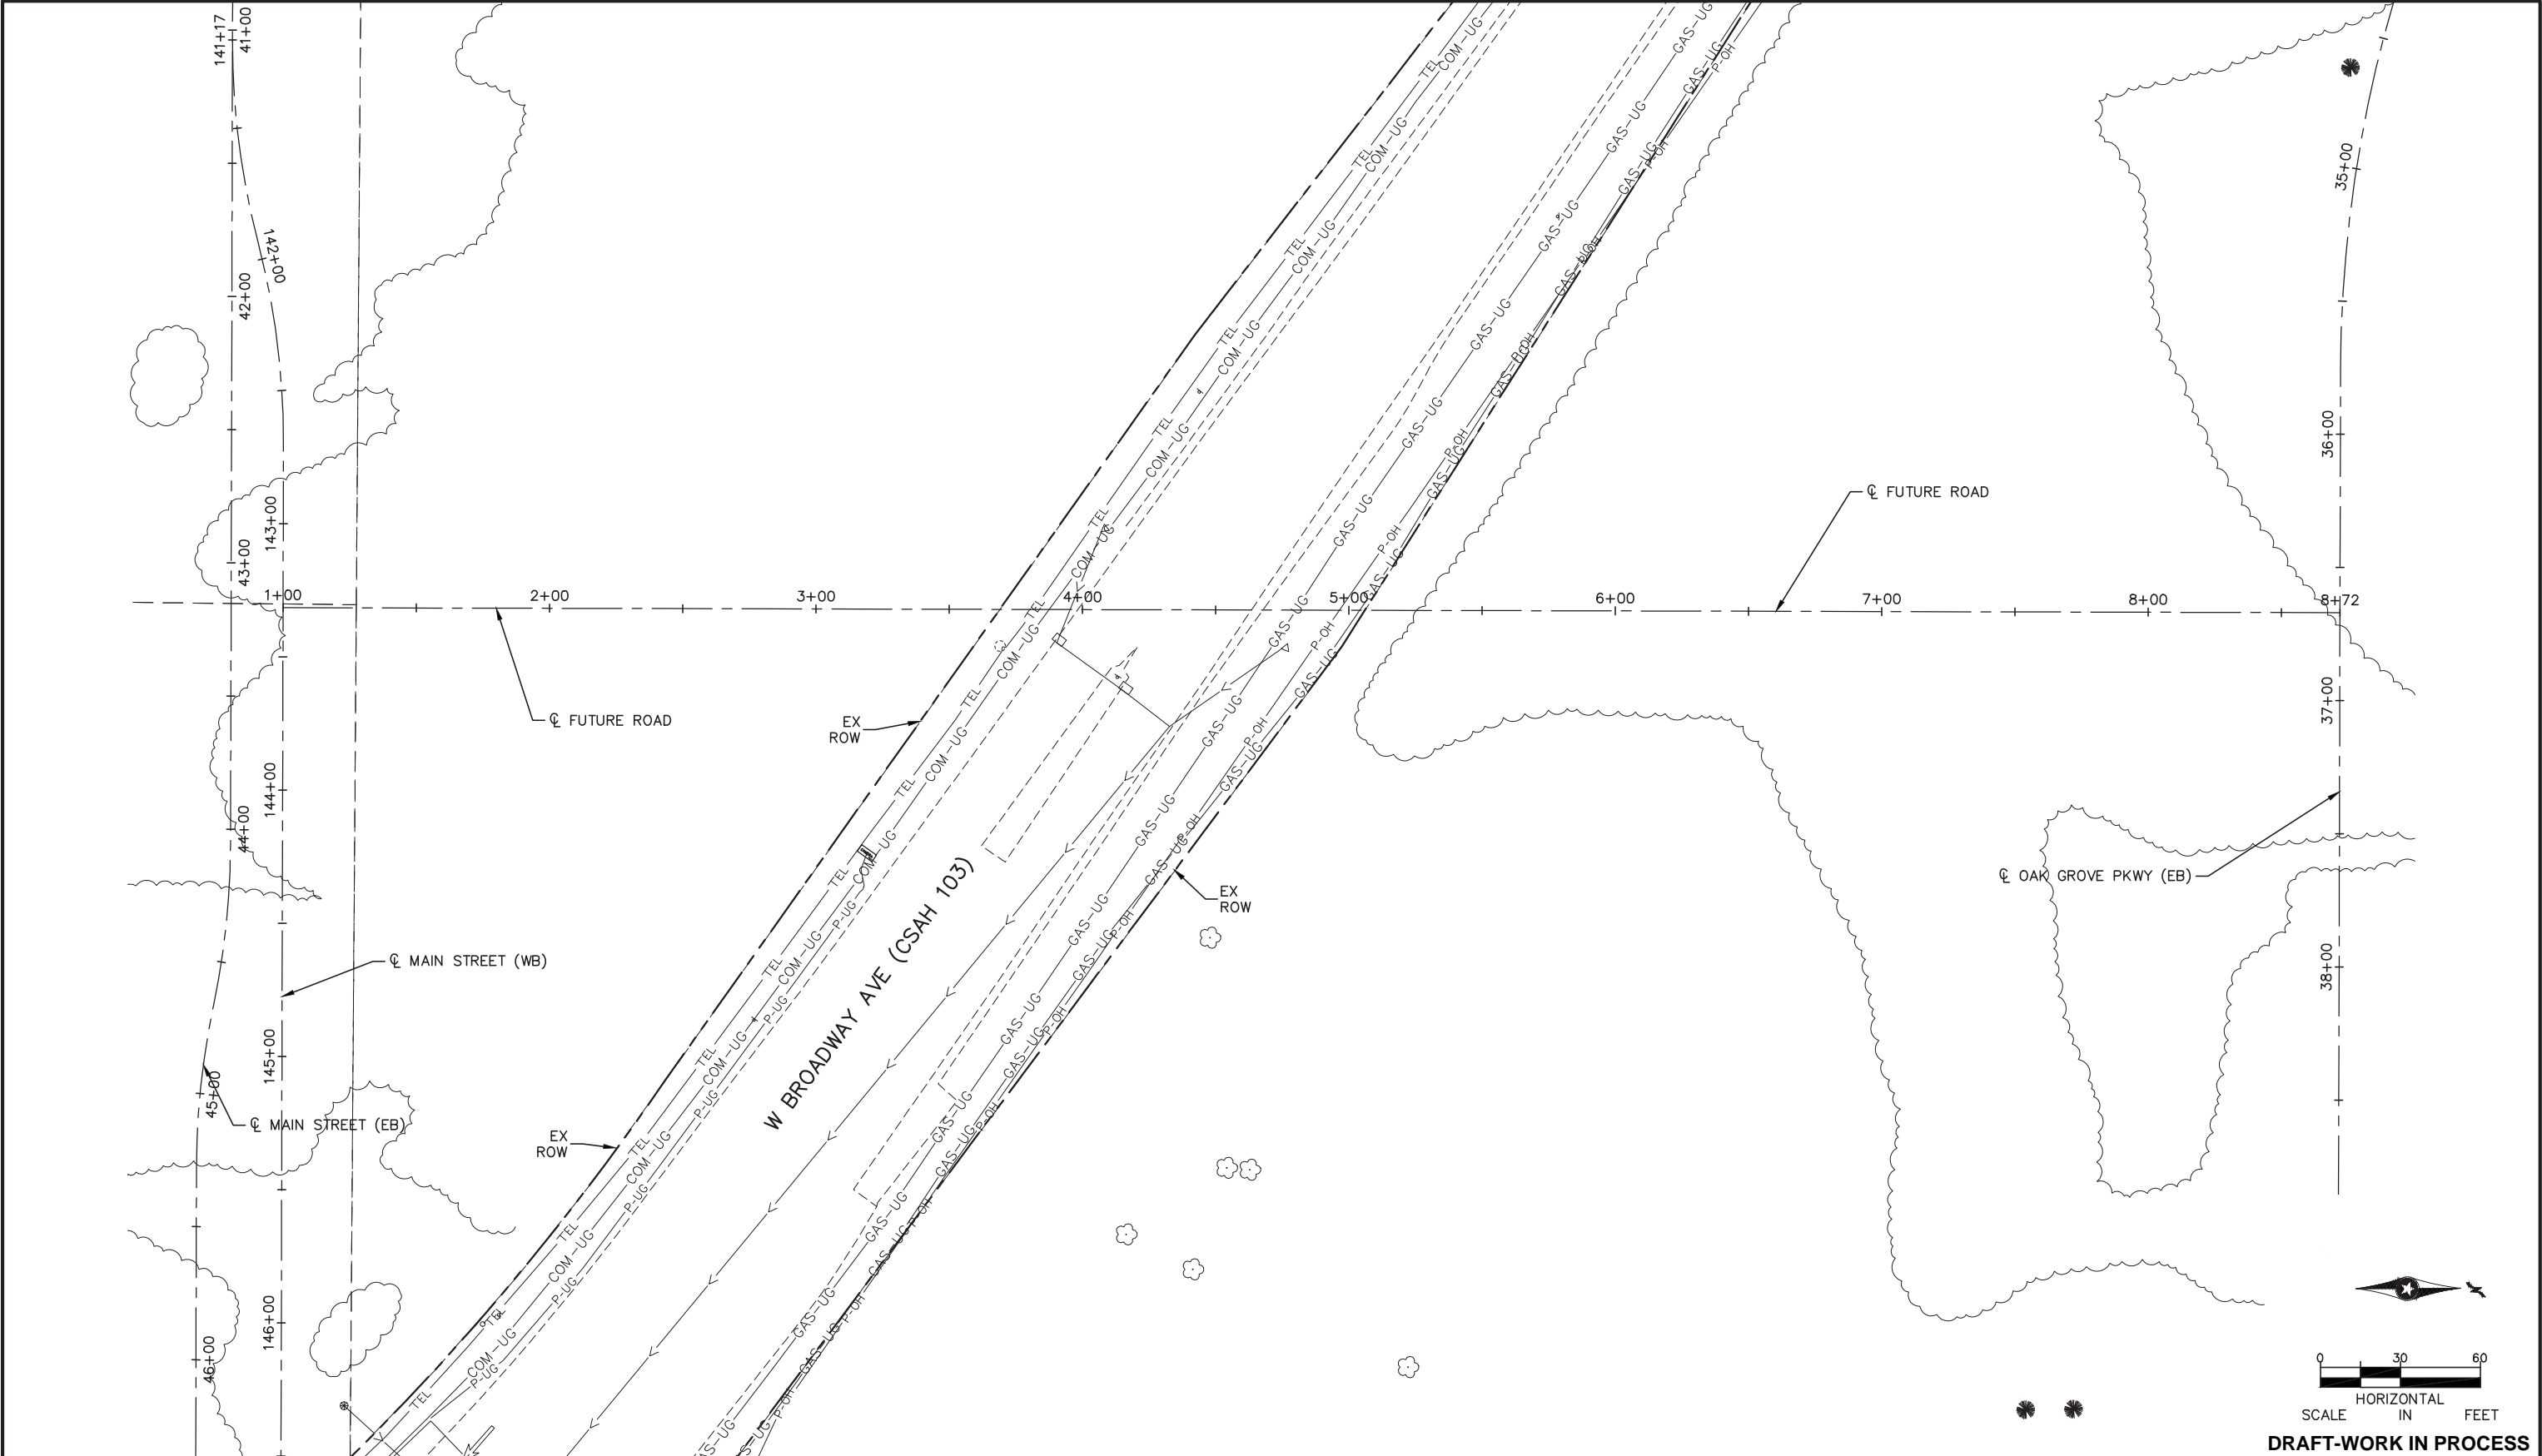 141+17
41+00
142+00
42+00
143+00
43+00
144+00
44+00
145+00
45+00
146+00
46+00
1+00
2+00
3+00
4+00
5+00
6+00
7+00
8+00
8+72
35+00
36+00
37+00
38+00
℄ FUTURE ROAD
℄ FUTURE ROAD
EX
ROW
EX
ROW
EX
ROW
℄ OAK GROVE PKWY (EB)
℄ MAIN STREET (WB)
℄ MAIN STREET (EB)
W BROADWAY AVE (CSAH 103)
TEL
COM-UG
P-UG
GAS-UG
GAS-UG
P-OH
0 30 60
HORIZONTAL
SCALE IN FEET
DRAFT-WORK IN PROCESS